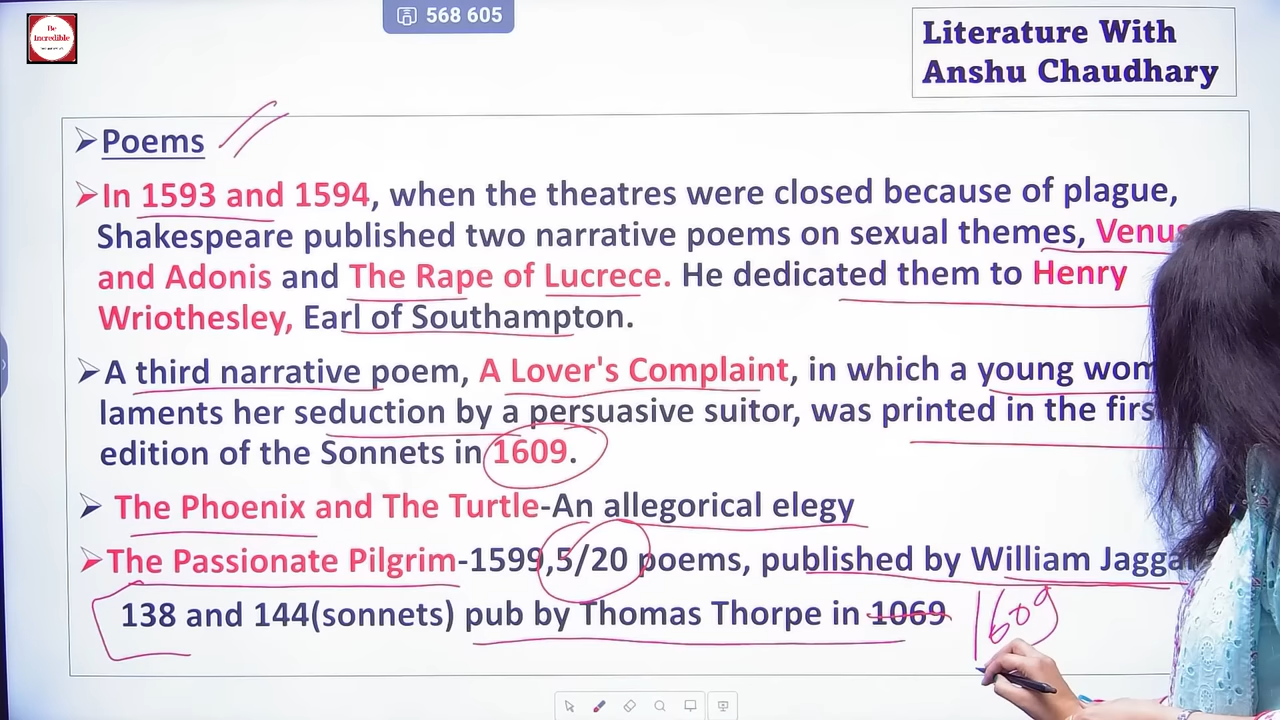 Be
Incredible
568 605
Literature With
Anshu Chaudhary
➢Poems
➢In 1593 and 1594, when the theatres were closed because of plague,
Shakespeare published two narrative poems on sexual themes, Venus
and Adonis and The Rape of Lucrece. He dedicated them to Henry
Wriothesley, Earl of Southampton.
➢A third narrative poem, A Lover's Complaint, in which a young
laments her seduction by a persuasive suitor, was printed in the
edition of the Sonnets in 1609.
➢ The Phoenix and The Turtle-An allegorical elegy
➢The Passionate Pilgrim-1599,5/20 poems, published by William
138 and 144(sonnets) pub by Thomas Thorpe in 1069 1609